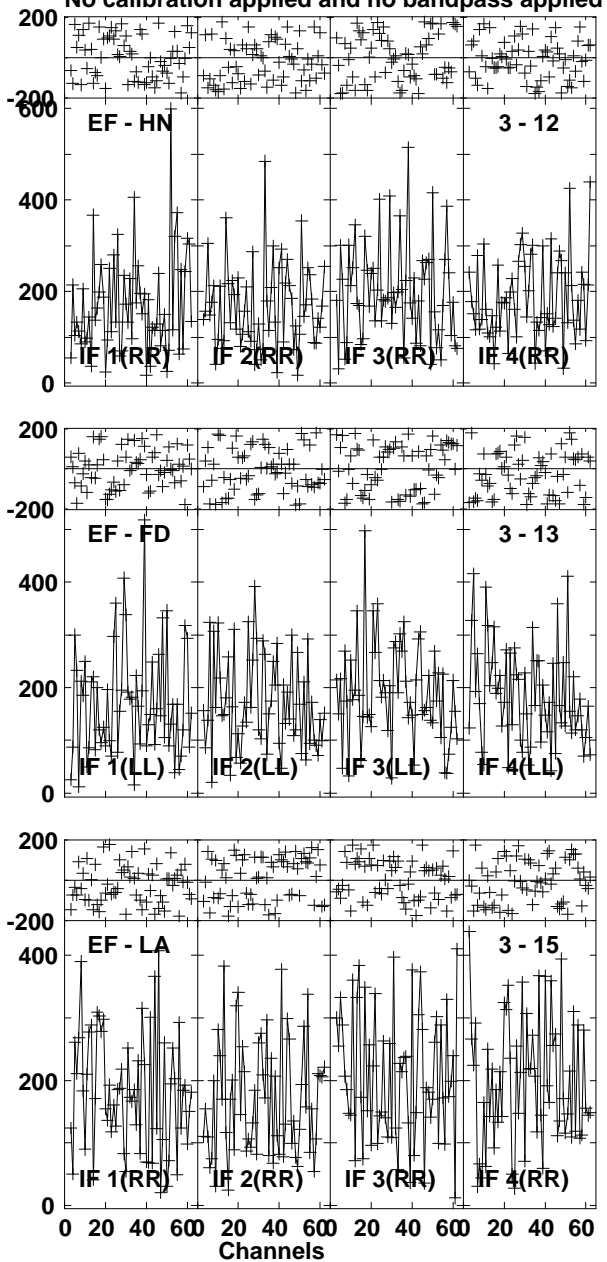 No calibration applied and no bandpass applied
200
-200
600
EF - HN
3 - 12
400
200
0
IF 1(RR)
IF 2(RR)
IF 3(RR)
IF 4(RR)
200
-200
EF - FD
3 - 13
400
200
0
IF 1(LL)
IF 2(LL)
IF 3(LL)
IF 4(LL)
200
-200
EF - LA
3 - 15
400
200
0
IF 1(RR)
IF 2(RR)
IF 3(RR)
IF 4(RR)
0 20 40 60 20 40 60 0 20 40 60 0 20 40 60
Channels